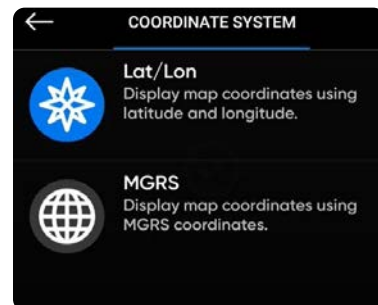 COORDINATE SYSTEM
Lat/Lon
Display map coordinates using
latitude and longitude.
MGRS
Display map coordinates using
MGRS coordinates.